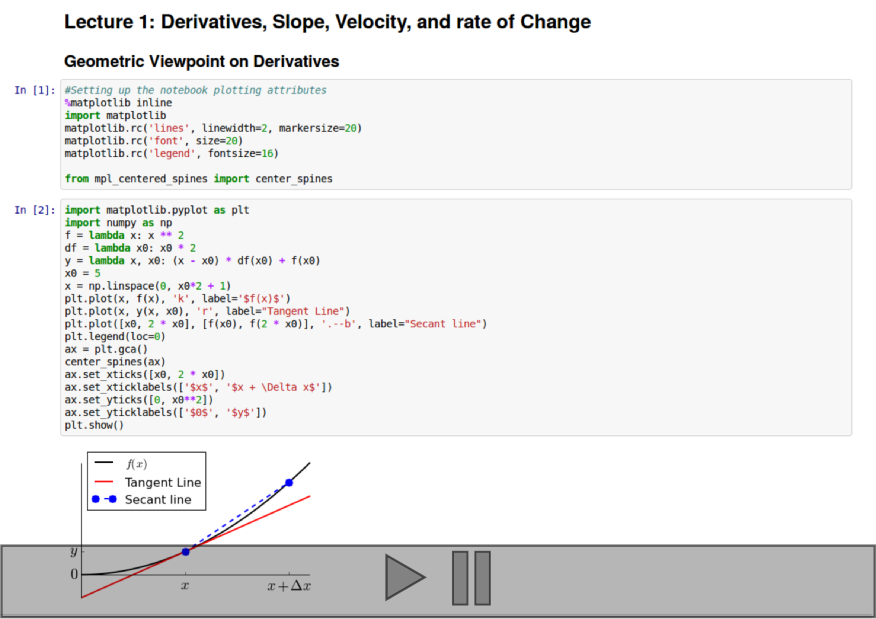 Lecture 1: Derivatives, Slope, Velocity, and rate of Change
Geometric Viewpoint on Derivatives
In [1]: #Setting up the notebook plotting attributes
%matplotlib inline
import matplotlib
matplotlib.rc('lines', linewidth=2, markersize=20)
matplotlib.rc('font', size=20)
matplotlib.rc('legend', fontsize=16)
from mpl_centered_spines import center_spines
In [2]: import matplotlib.pyplot as plt
import numpy as np
f = lambda x: x ** 2
df = lambda x0: x0 * 2
y = lambda x, x0: (x - x0) * df(x0) + f(x0)
x0 = 5
x = np.linspace(0, x0*2 + 1)
plt.plot(x, f(x), 'k', label='$f(x)$')
plt.plot(x, y(x, x0), 'r', label="Tangent Line")
plt.plot([x0, 2 * x0], [f(x0), f(2 * x0)], '.--b', label="Secant line")
plt.legend(loc=0)
ax = plt.gca()
center_spines(ax)
ax.set_xticks([x0, 2 * x0])
ax.set_xticklabels(['$x$', '$x + \Delta x$'])
ax.set_yticks([0, x0**2])
ax.set_yticklabels(['$0$', '$y$'])
plt.show()
f(x)
Tangent Line
Secant line
y
0
x x + Δx